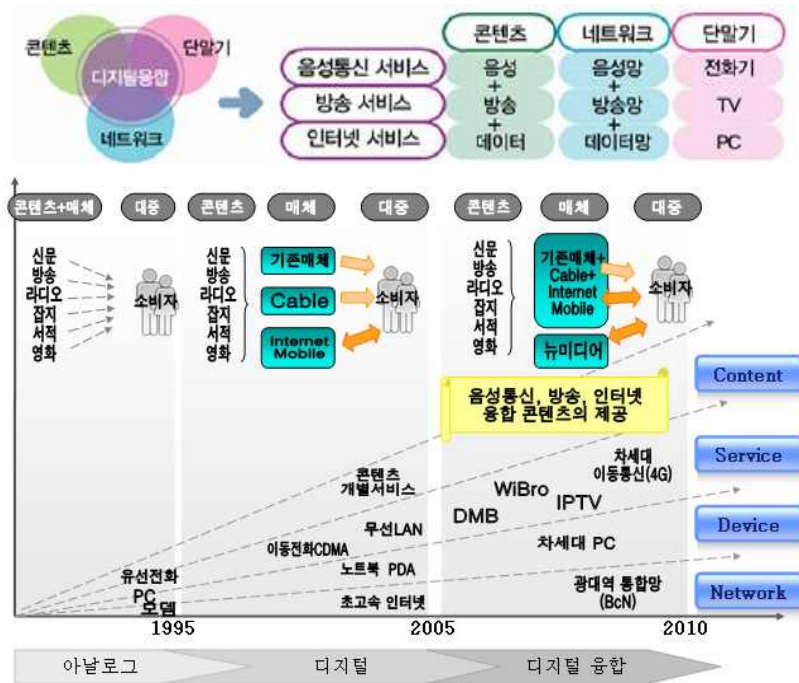 콘텐츠
단말기
디지털융합
네트워크
콘텐츠 네트워크 단말기
음성통신 서비스 음성 음성망 전화기
+ +
방송 서비스 방송 방송망 TV
+ +
인터넷 서비스 데이터 데이터망 PC
콘텐츠+매체 대중 콘텐츠 매체 대중 콘텐츠 매체 대중
신문
방송
라디오
잡지
서적
영화
소비자
신문
방송
라디오
잡지
서적
영화
기존매체
Cable
Internet
Mobile
소비자
신문
방송
라디오
잡지
서적
영화
기존매체+
Cable+
Internet
Mobile
뉴미디어
소비자
음성통신, 방송, 인터넷
융합 콘텐츠의 제공
Content
Service
Device
Network
콘텐츠
개별서비스
무선LAN
이동전화CDMA
노트북 PDA
초고속 인터넷
유선전화
PC
모뎀
차세대
이동통신(4G)
WiBro
IPTV
DMB
차세대 PC
광대역 통합망
(BcN)
1995 2005 2010
아날로그 디지털 디지털 융합